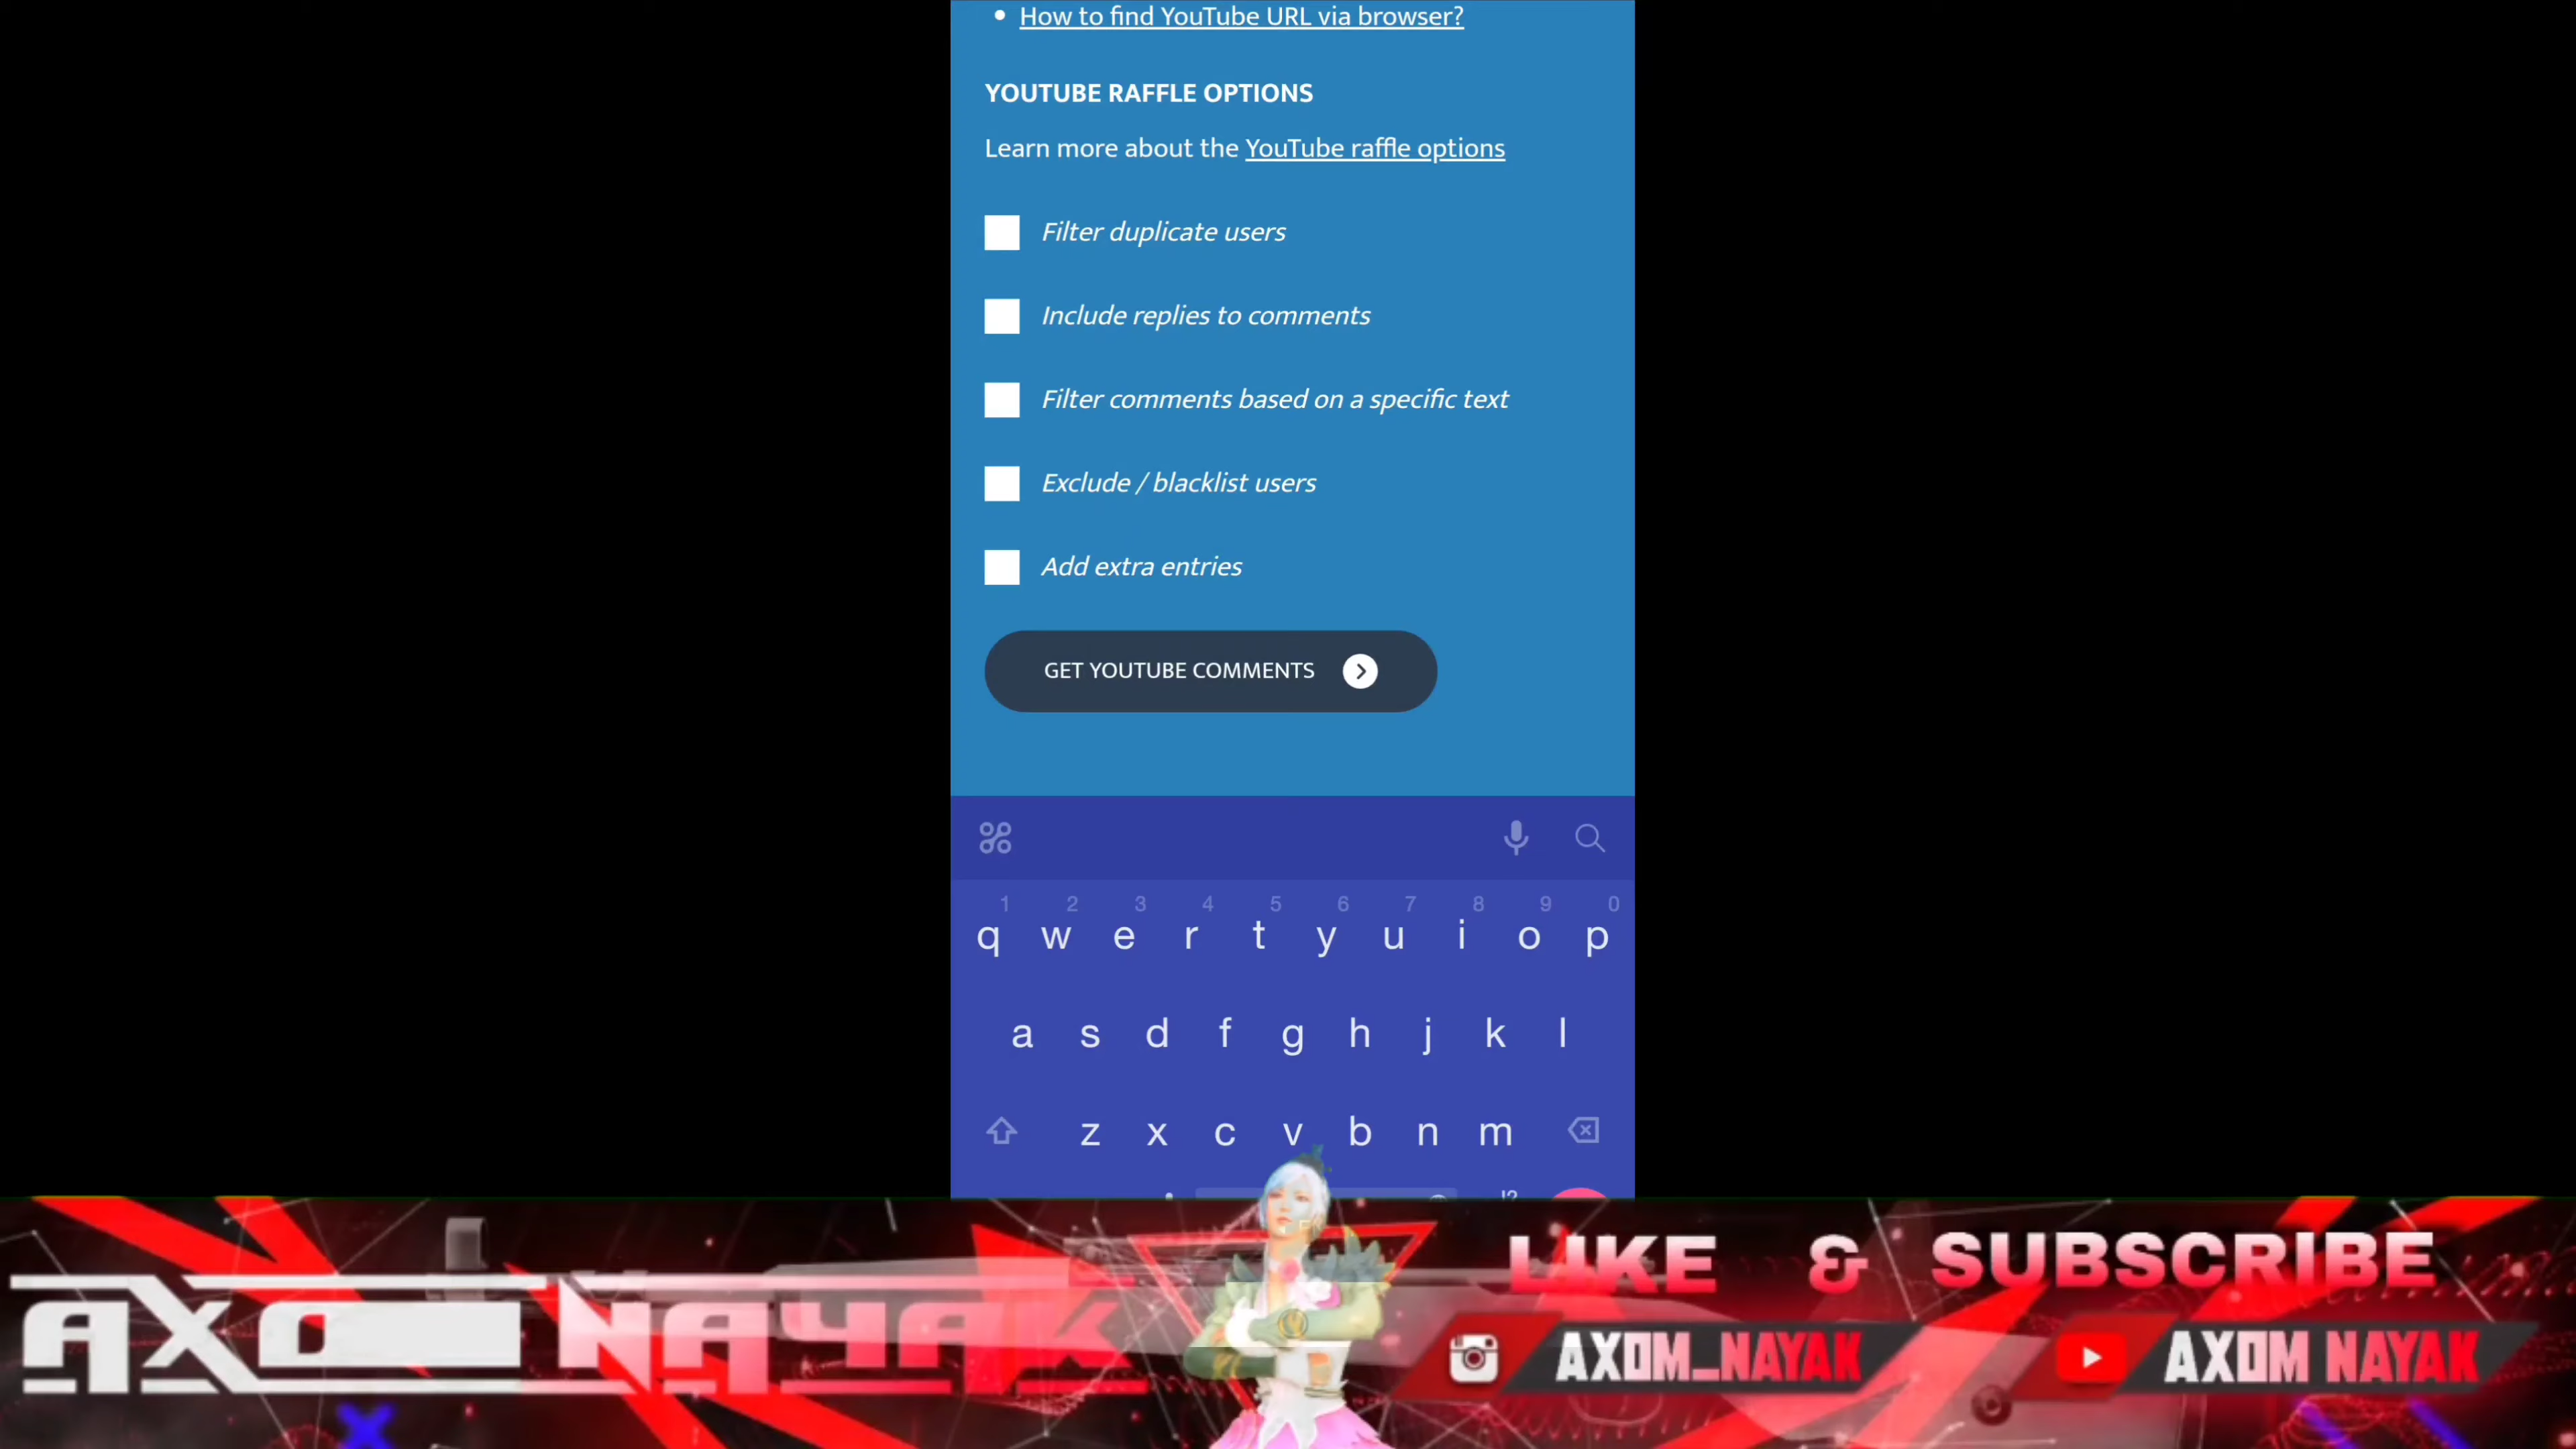 How to find YouTube URL via browser?
YOUTUBE RAFFLE OPTIONS
Learn more about the YouTube raffle options
Filter duplicate users
Include replies to comments
Filter comments based on a specific text
Exclude / blacklist users
Add extra entries
GET YOUTUBE COMMENTS
1 2 3 4 5 6 7 8 9 0
q w e r t y u i o p
a s d f g h j k l
z x c v b n m
!?
LIKE & SUBSCRIBE
NAYAK
AXOM_NAYAK
AXOM NAYAK